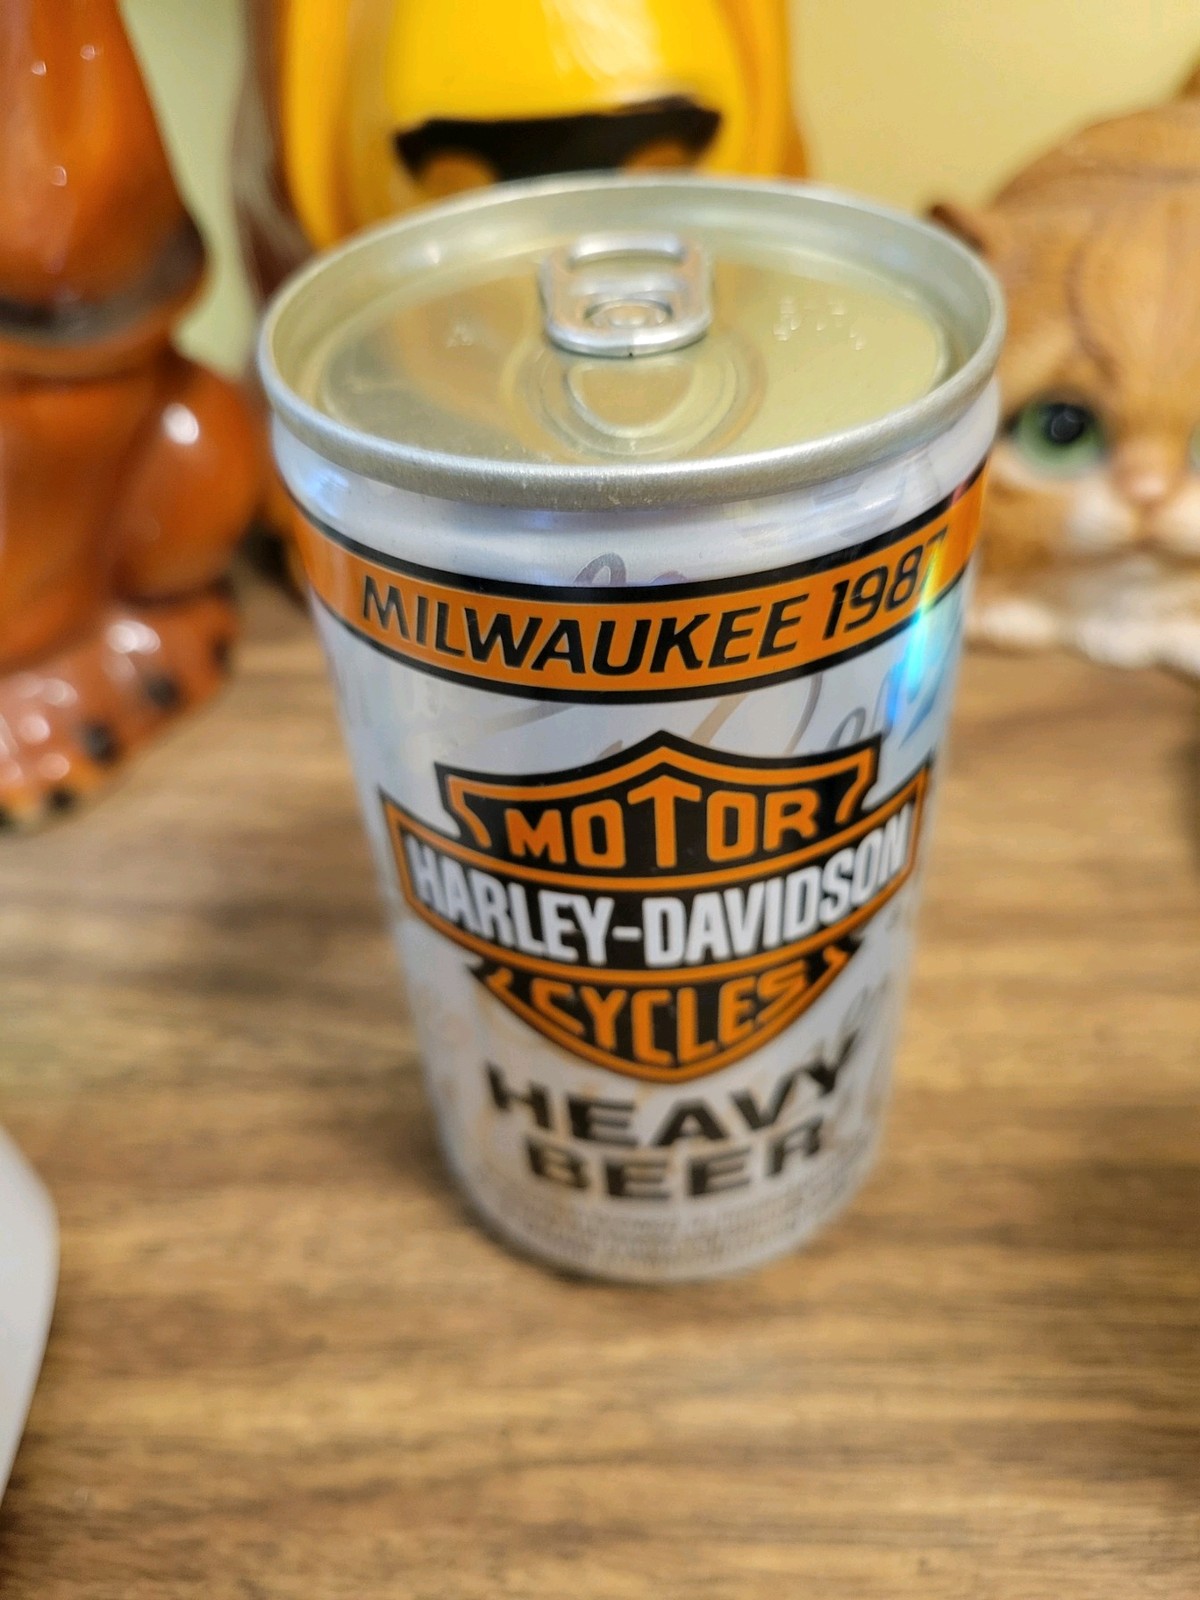 MILWAUKEE 1987
MOTOR
HARLEY-DAVIDSON
CYCLES
HEAVY
BEER